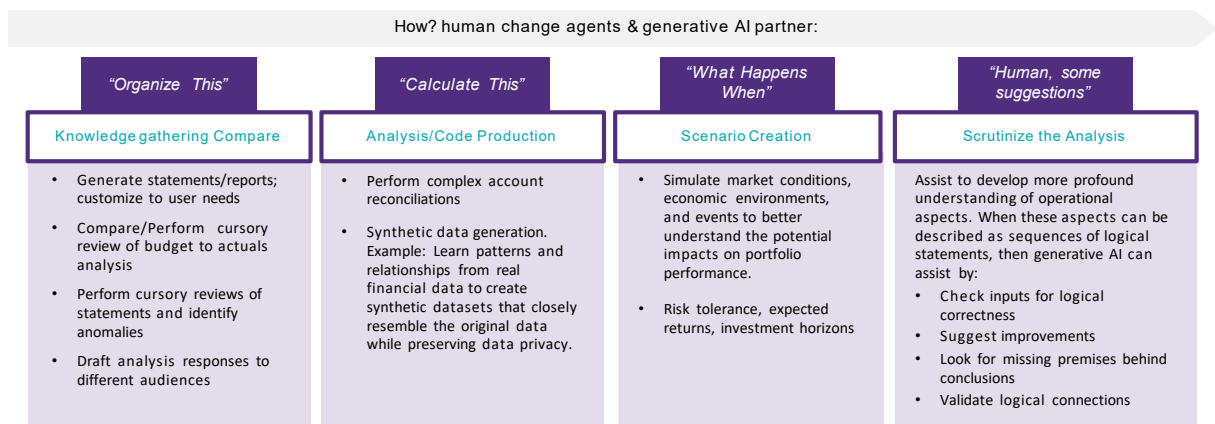 How? human change agents & generative AI partner:
“Organize This”
Knowledge gathering Compare
• Generate statements/reports;
customize to user needs
• Compare/Perform cursory
review of budget to actuals
analysis
• Perform cursory reviews of
statements and identify
anomalies
• Draft analysis responses to
different audiences
“Calculate This”
Analysis/Code Production
• Perform complex account
reconciliations
• Synthetic data generation.
Example: Learn patterns and
relationships from real
financial data to create
synthetic datasets that closely
resemble the original data
while preserving data privacy.
“What Happens
When”
Scenario Creation
• Simulate market conditions,
economic environments,
and events to better
understand the potential
impacts on portfolio
performance.
• Risk tolerance, expected
returns, investment horizons
“Human, some
suggestions”
Scrutinize the Analysis
Assist to develop more profound
understanding of operational
aspects. When these aspects can be
described as sequences of logical
statements, then generative AI can
assist by:
• Check inputs for logical
correctness
• Suggest improvements
• Look for missing premises behind
conclusions
• Validate logical connections